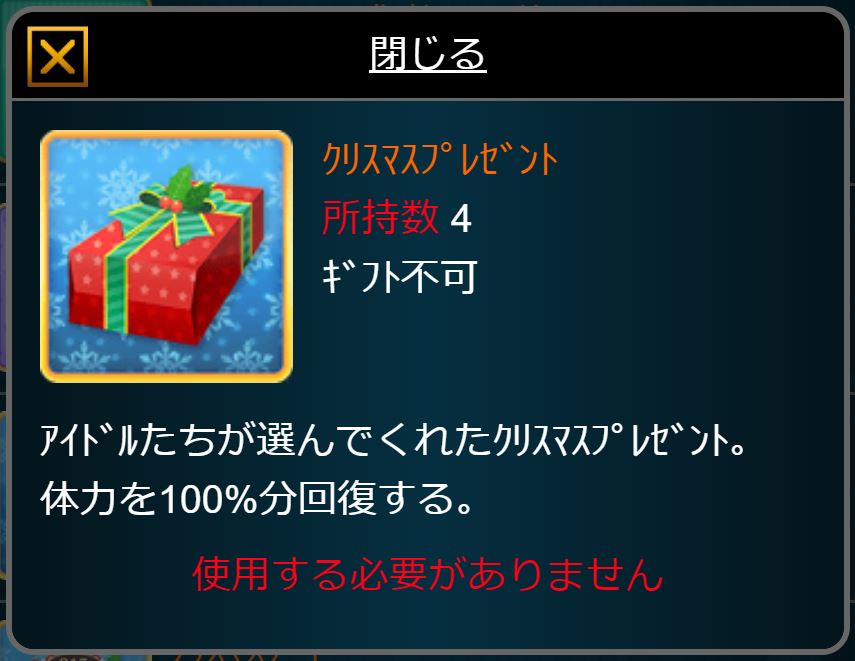 閉じる
ｸﾘｽﾏｽﾌﾟﾚｾﾞﾝﾄ
所持数 4
ｷﾞﾌﾄ不可
ｱｲﾄﾞﾙたちが選んでくれたｸﾘｽﾏｽﾌﾟﾚｾﾞﾝﾄ。
体力を100%分回復する。
使用する必要がありません